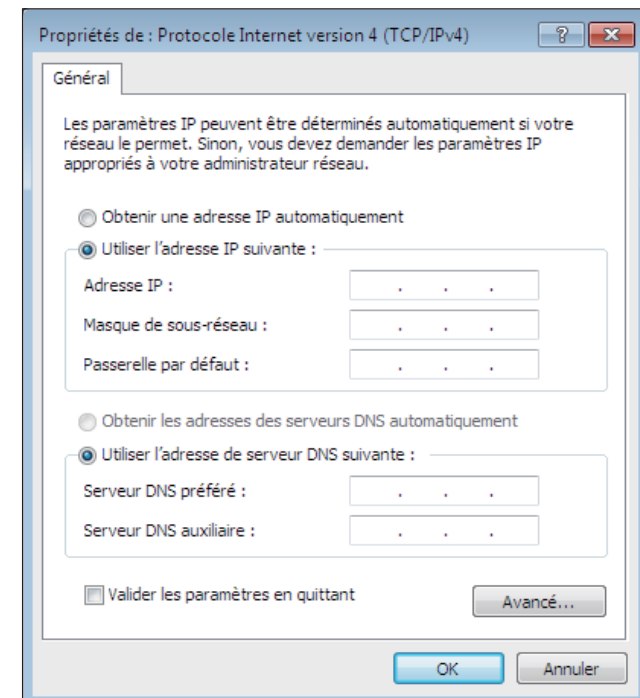 Propriétés de : Protocole Internet version 4 (TCP/IPv4)
Général
Les paramètres IP peuvent être déterminés automatiquement si votre
réseau le permet. Sinon, vous devez demander les paramètres IP
appropriés à votre administrateur réseau.
Obtenir une adresse IP automatiquement
Utiliser l'adresse IP suivante :
Adresse IP :
Masque de sous-réseau :
Passerelle par défaut :
Obtenir les adresses des serveurs DNS automatiquement
Utiliser l'adresse de serveur DNS suivante :
Serveur DNS préféré :
Serveur DNS auxiliaire :
Valider les paramètres en quittant
Avancé...
OK Annuler